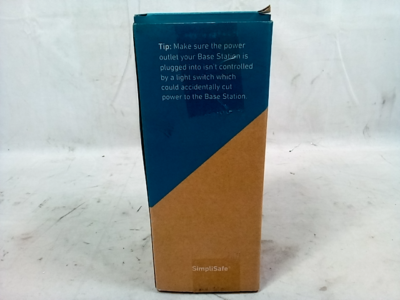 Tip: Make sure the power
outlet your Base Station is
plugged into isn't controlled
by a light switch which
could accidentally cut
power to the Base Station.
SimpliSafe